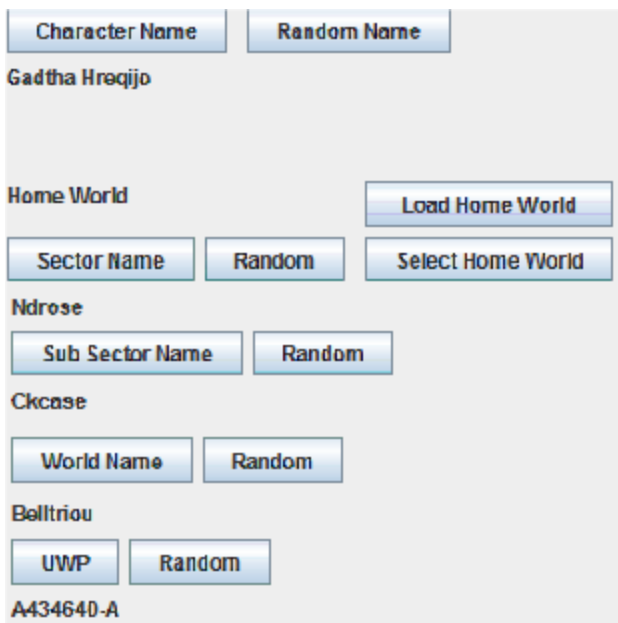 Character Name Random Name
Gadtha Hreqijo
Home World Load Home World
Sector Name Random Select Home World
Ndrose
Sub Sector Name Random
Ckcase
World Name Random
Belltriou
UWP Random
A434640-A